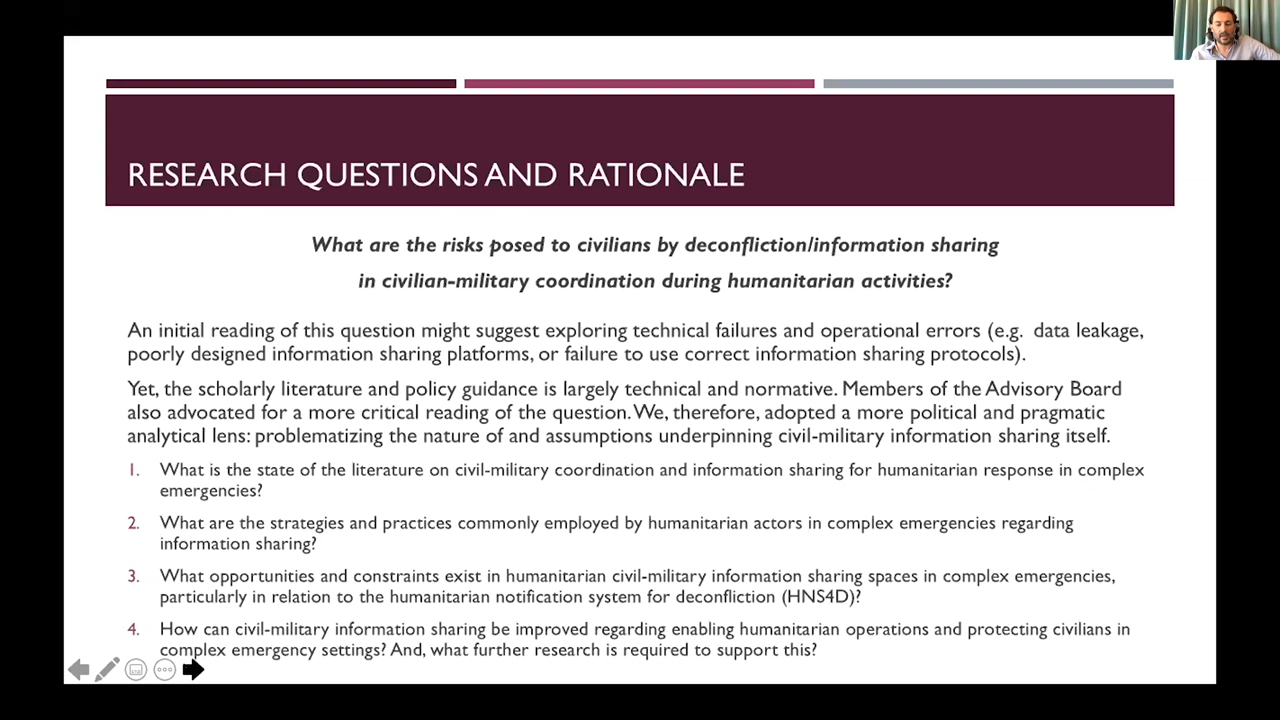 RESEARCH QUESTIONS AND RATIONALE
What are the risks posed to civilians by deconfliction/information sharing
in civilian-military coordination during humanitarian activities?
An initial reading of this question might suggest exploring technical failures and operational errors (e.g. data leakage,
poorly designed information sharing platforms, or failure to use correct information sharing protocols).
Yet, the scholarly literature and policy guidance is largely technical and normative. Members of the Advisory Board
also advocated for a more critical reading of the question. We, therefore, adopted a more political and pragmatic
analytical lens: problematizing the nature of and assumptions underpinning civil-military information sharing itself.
1. What is the state of the literature on civil-military coordination and information sharing for humanitarian response in complex
emergencies?
2. What are the strategies and practices commonly employed by humanitarian actors in complex emergencies regarding
information sharing?
3. What opportunities and constraints exist in humanitarian civil-military information sharing spaces in complex emergencies,
particularly in relation to the humanitarian notification system for deconfliction (HNS4D)?
4. How can civil-military information sharing be improved regarding enabling humanitarian operations and protecting civilians in
complex emergency settings? And, what further research is required to support this?